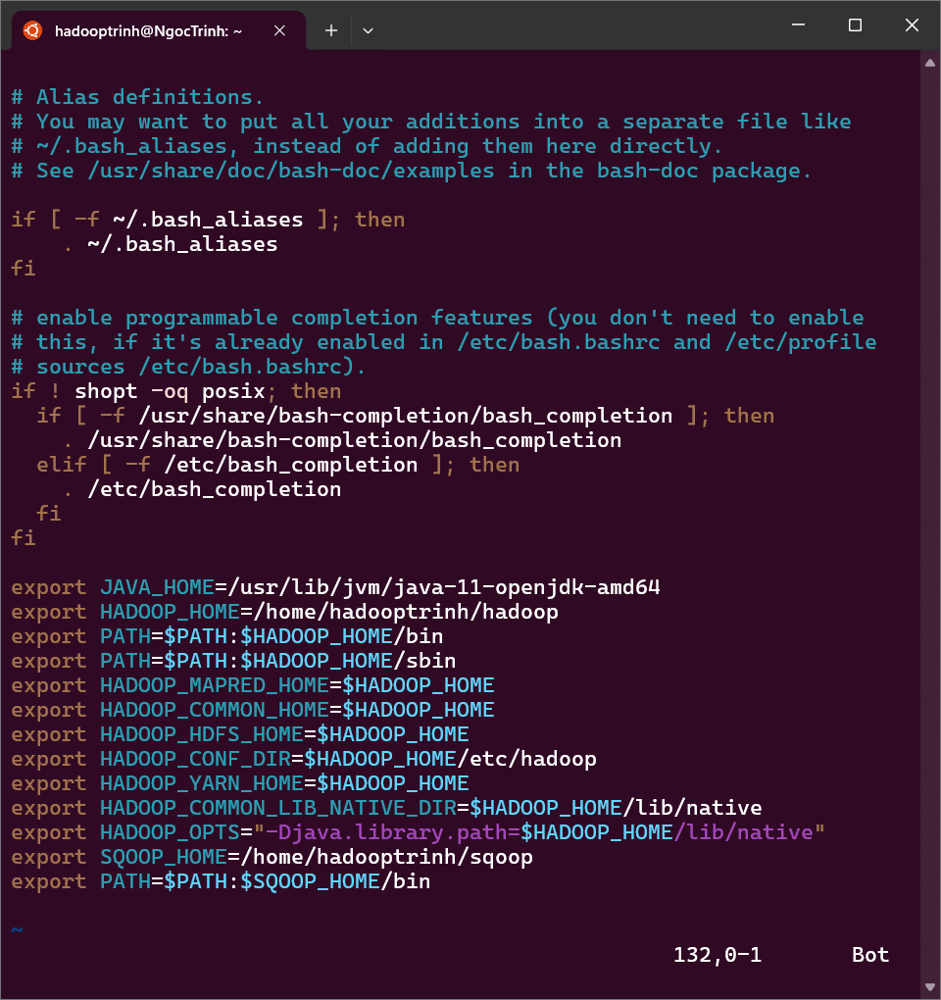 hadooptrinh@NgocTrinh: ~
# Alias definitions.
# You may want to put all your additions into a separate file like
# ~/.bash_aliases, instead of adding them here directly.
# See /usr/share/doc/bash-doc/examples in the bash-doc package.

if [ -f ~/.bash_aliases ]; then
    . ~/.bash_aliases
fi

# enable programmable completion features (you don't need to enable
# this, if it's already enabled in /etc/bash.bashrc and /etc/profile
# sources /etc/bash.bashrc).
if ! shopt -oq posix; then
  if [ -f /usr/share/bash-completion/bash_completion ]; then
    . /usr/share/bash-completion/bash_completion
  elif [ -f /etc/bash_completion ]; then
    . /etc/bash_completion
  fi
fi

export JAVA_HOME=/usr/lib/jvm/java-11-openjdk-amd64
export HADOOP_HOME=/home/hadooptrinh/hadoop
export PATH=$PATH:$HADOOP_HOME/bin
export PATH=$PATH:$HADOOP_HOME/sbin
export HADOOP_MAPRED_HOME=$HADOOP_HOME
export HADOOP_COMMON_HOME=$HADOOP_HOME
export HADOOP_HDFS_HOME=$HADOOP_HOME
export HADOOP_CONF_DIR=$HADOOP_HOME/etc/hadoop
export HADOOP_YARN_HOME=$HADOOP_HOME
export HADOOP_COMMON_LIB_NATIVE_DIR=$HADOOP_HOME/lib/native
export HADOOP_OPTS="-Djava.library.path=$HADOOP_HOME/lib/native"
export SQOOP_HOME=/home/hadooptrinh/sqoop
export PATH=$PATH:$SQOOP_HOME/bin

~
132,0-1 Bot